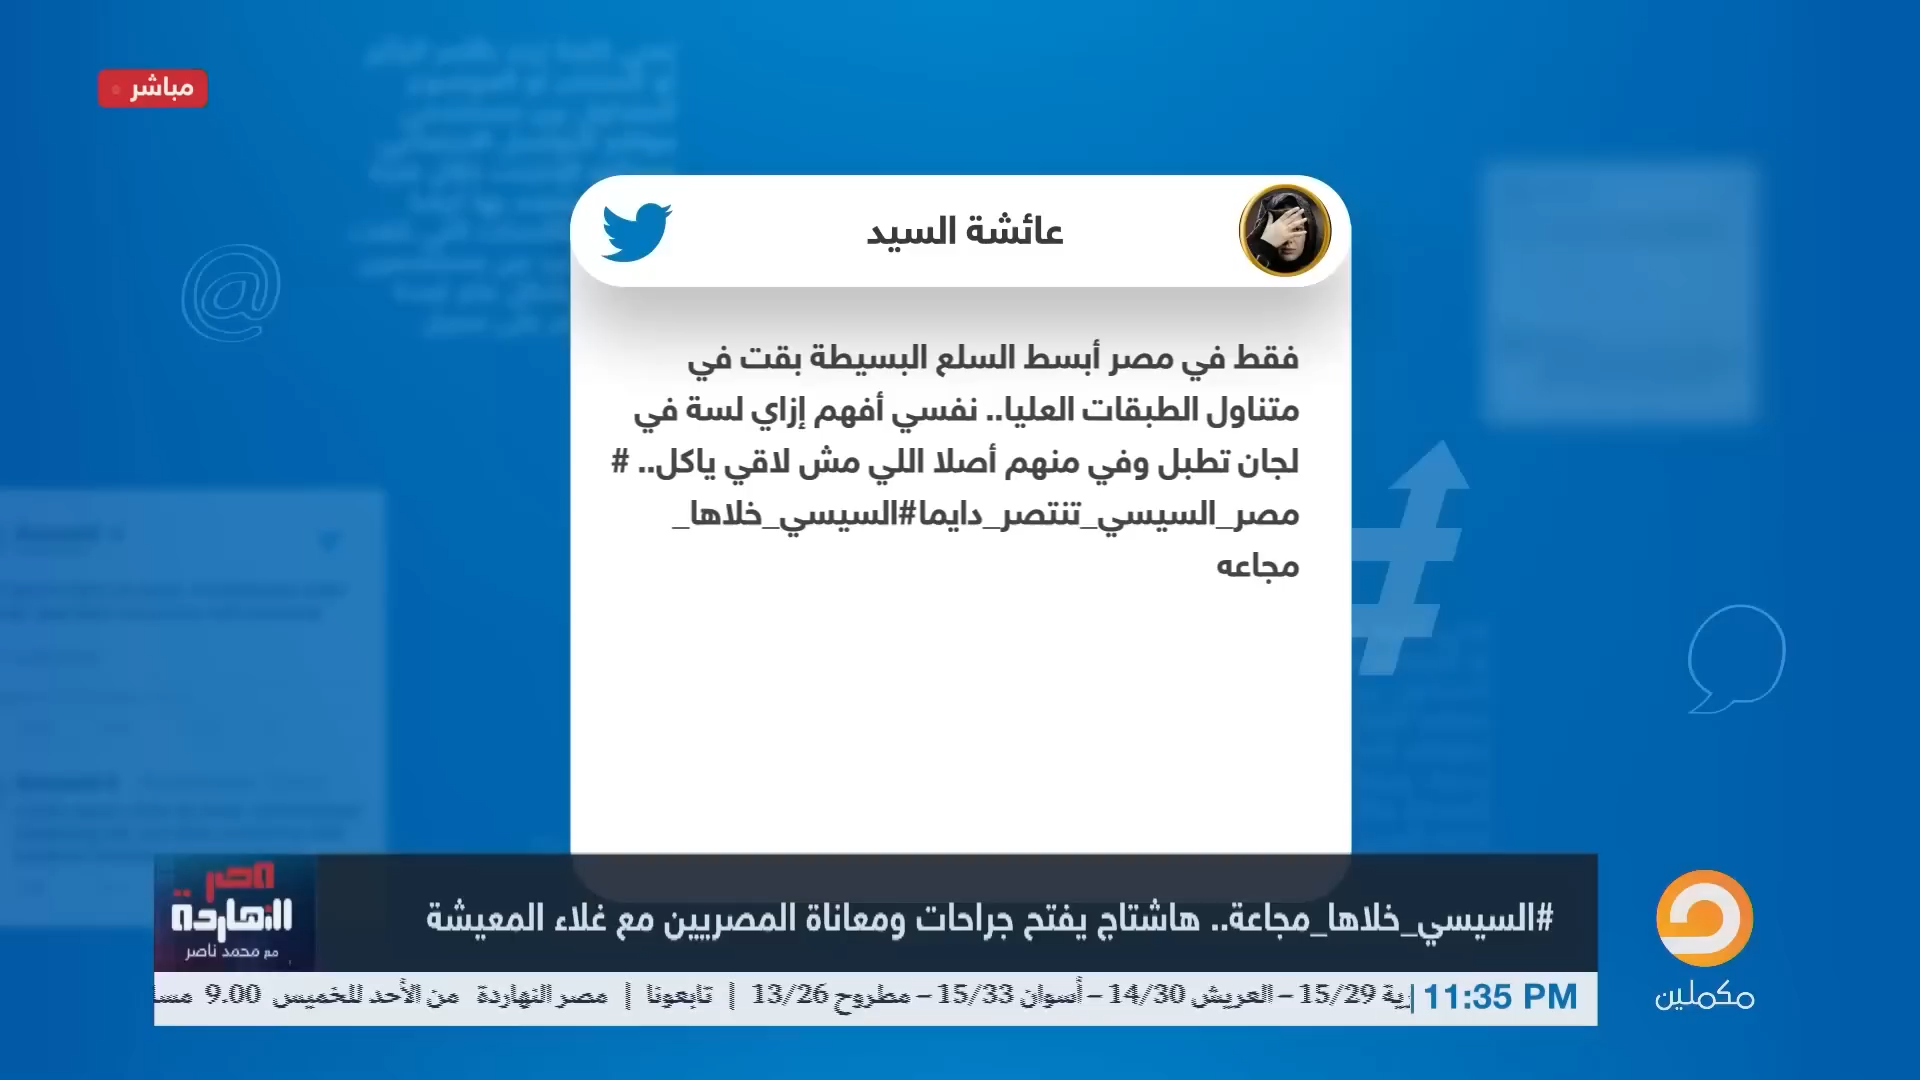 مباشر
عائشة السيد
فقط في مصر أبسط السلع البسيطة بقت في
متناول الطبقات العليا.. نفسي أفهم إزاي لسة في
لجان تطبل وفي منهم أصلا اللي مش لاقي ياكل.. #
مصر_السيسي_تنتصر_دايما#السيسي_خلاها_
مجاعه
#السيسي_خلاها_مجاعة.. هاشتاج يفتح جراحات ومعاناة المصريين مع غلاء المعيشة
مصر
النهاردة
مع محمد ناصر
11:35 PM
15/29 – العريش 14/30 – أسوان 15/33 – مطروح 13/26 | تابعونا | مصر النهاردة من الأحد للخميس 9.00
مكملين